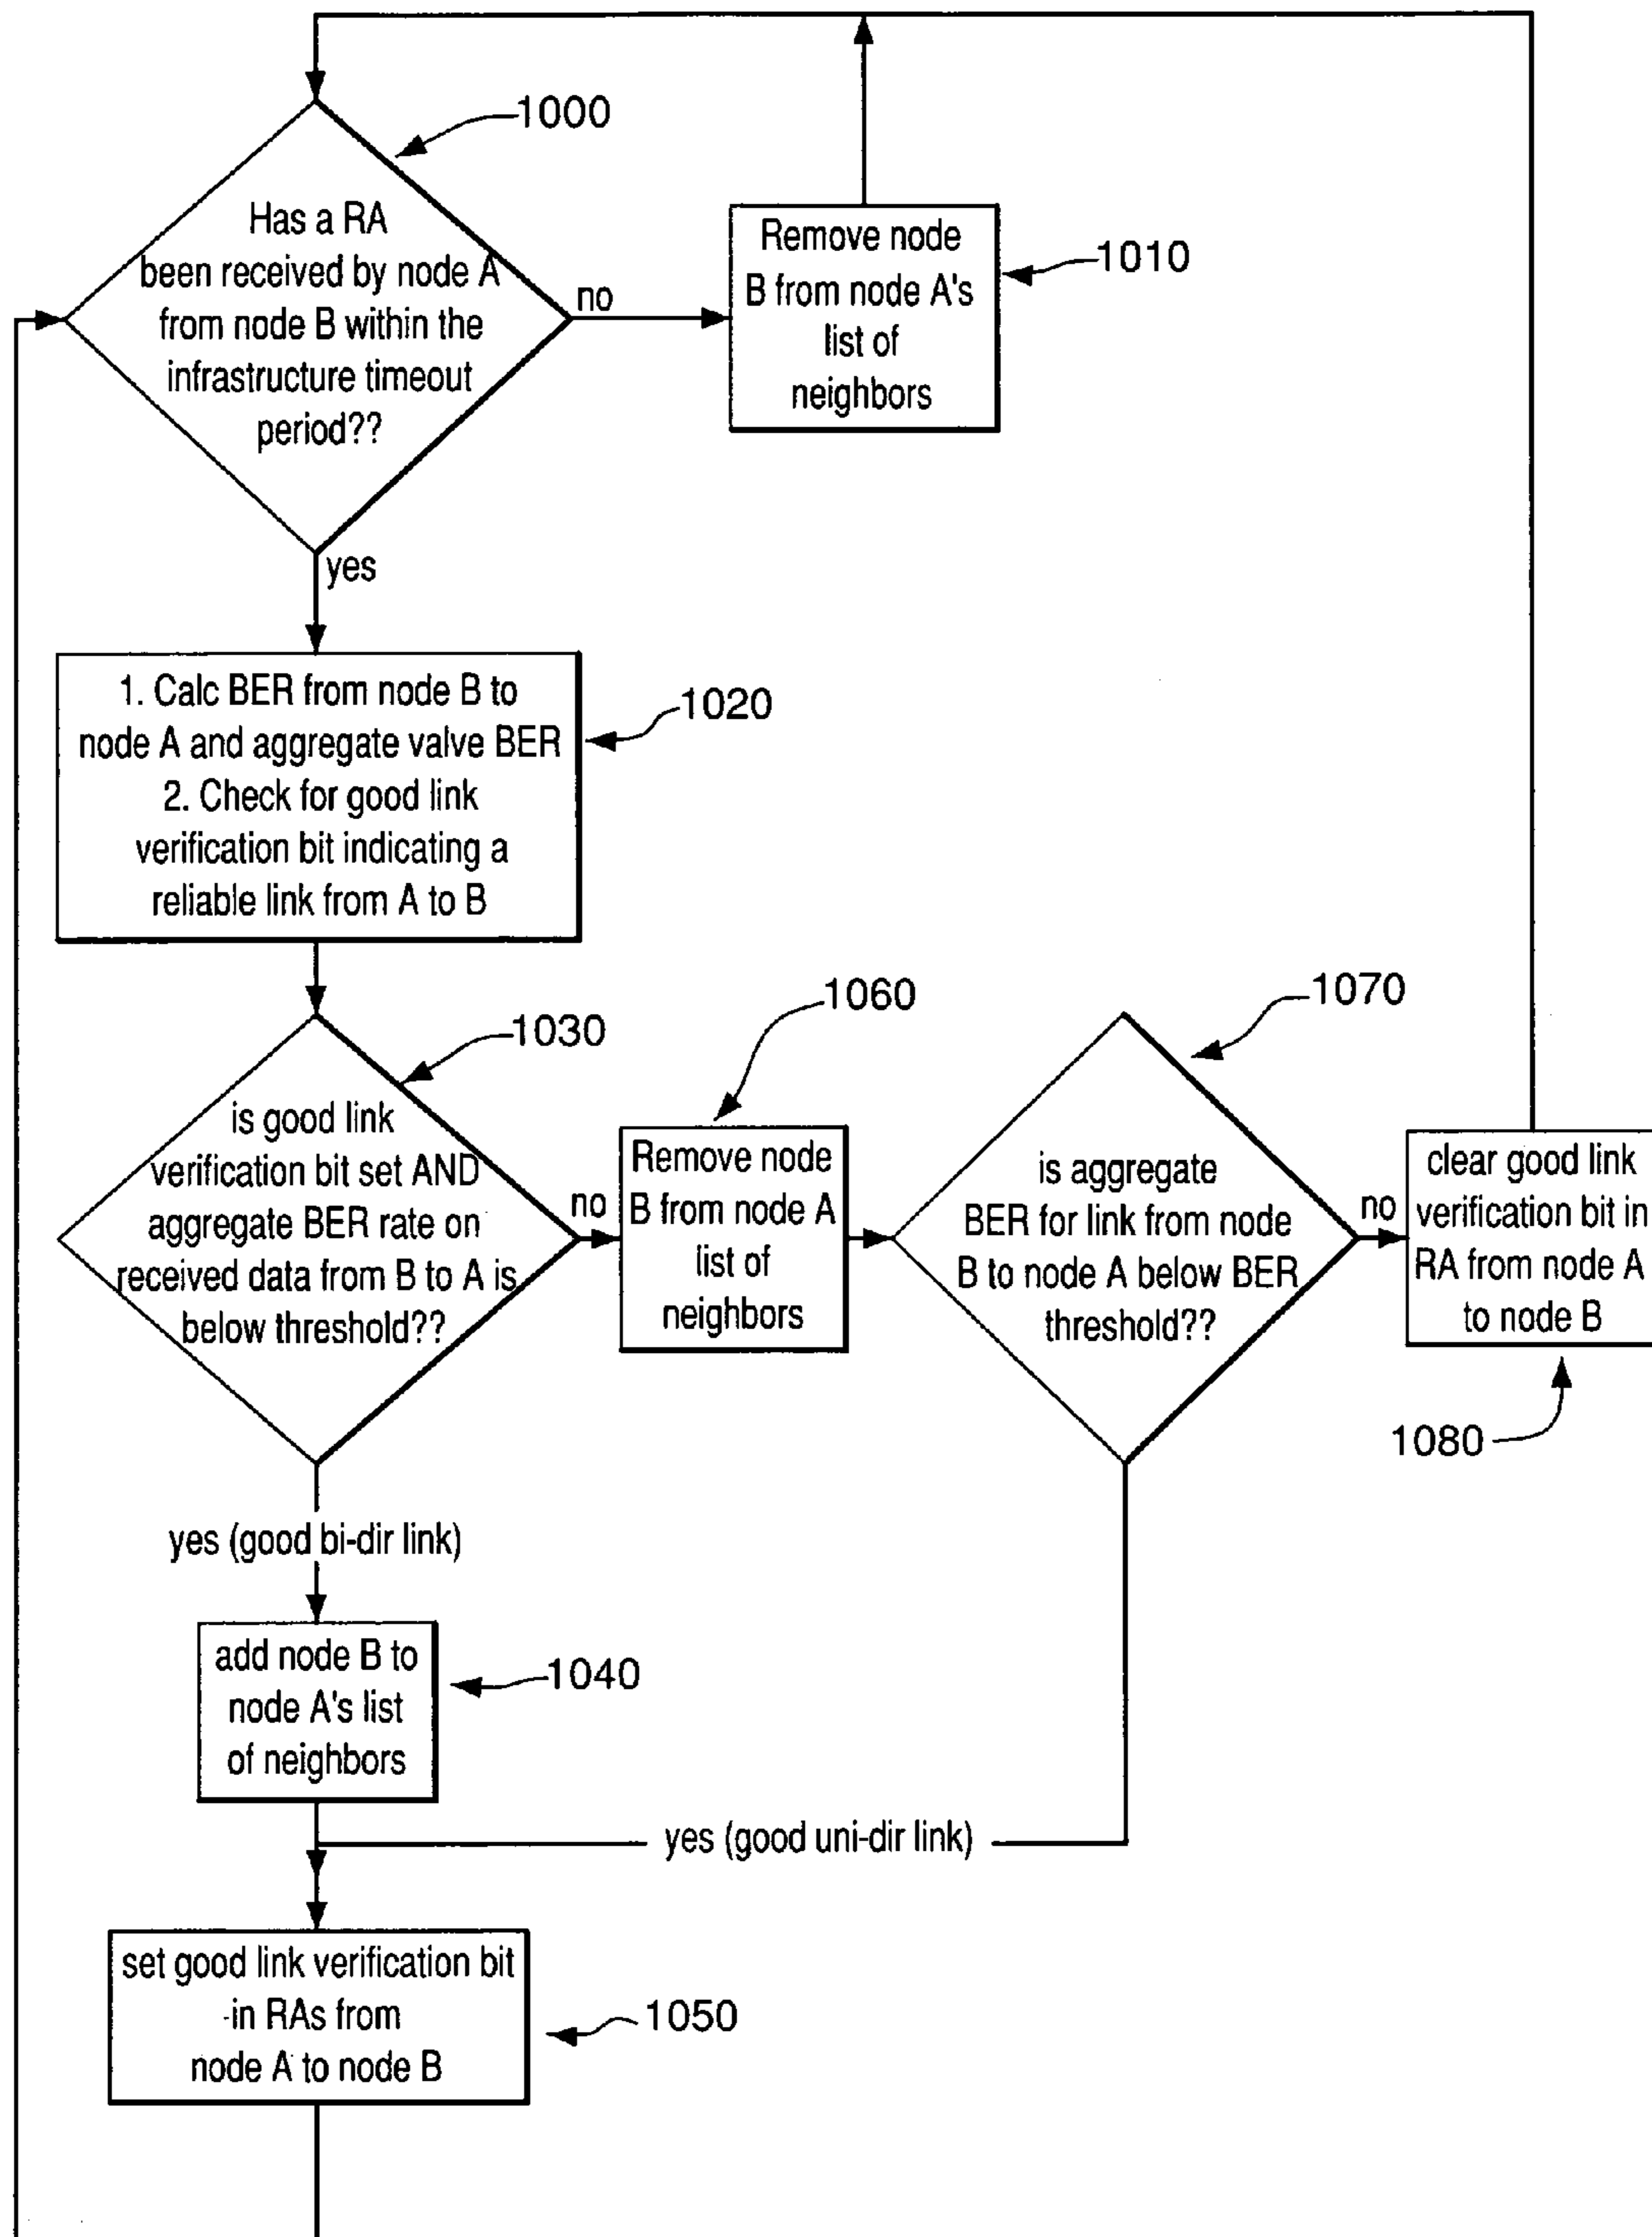 1000
Has a RA
been received by node A
from node B within the
infrastructure timeout
period??
no
Remove node
B from node A's
list of
neighbors
1010
yes
1. Calc BER from node B to
node A and aggregate valve BER
2. Check for good link
verification bit indicating a
reliable link from A to B
1020
1030
is good link
verification bit set AND
aggregate BER rate on
received data from B to A is
below threshold??
no
1060
Remove node
B from node A
list of
neighbors
1070
is aggregate
BER for link from node
B to node A below BER
threshold??
no
clear good link
verification bit in
RA from node A
to node B
1080
yes (good bi-dir link)
add node B to
node A's list
of neighbors
1040
yes (good uni-dir link)
set good link verification bit
in RAs from
node A to node B
1050